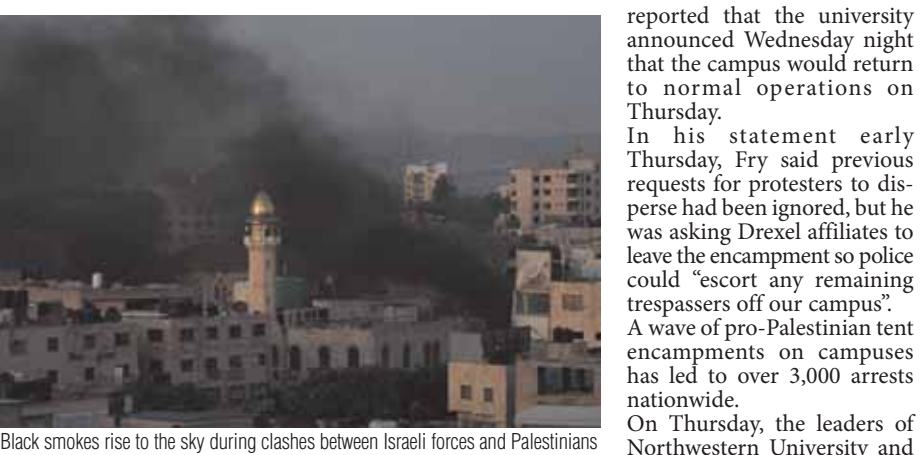 Black smokes rise to the sky during clashes between Israeli forces and Palestinians
reported that the university
announced Wednesday night
that the campus would return
to normal operations on
Thursday.
In his statement early
Thursday, Fry said previous
requests for protesters to dis-
perse had been ignored, but he
was asking Drexel affiliates to
leave the encampment so police
could “escort any remaining
trespassers off our campus”.
A wave of pro-Palestinian tent
encampments on campuses
has led to over 3,000 arrests
nationwide.
On Thursday, the leaders of
Northwestern University and